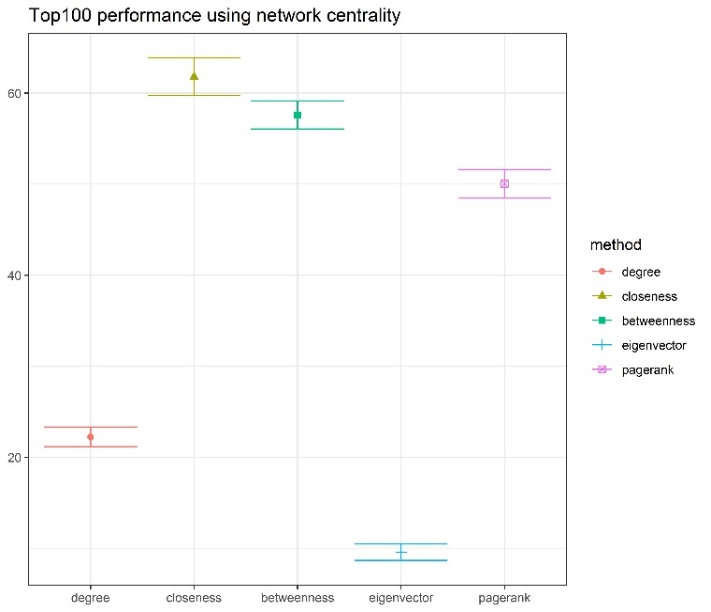 Top100 performance using network centrality
60
40
20
degree closeness betweenness eigenvector pagerank
method
degree
closeness
betweenness
eigenvector
pagerank